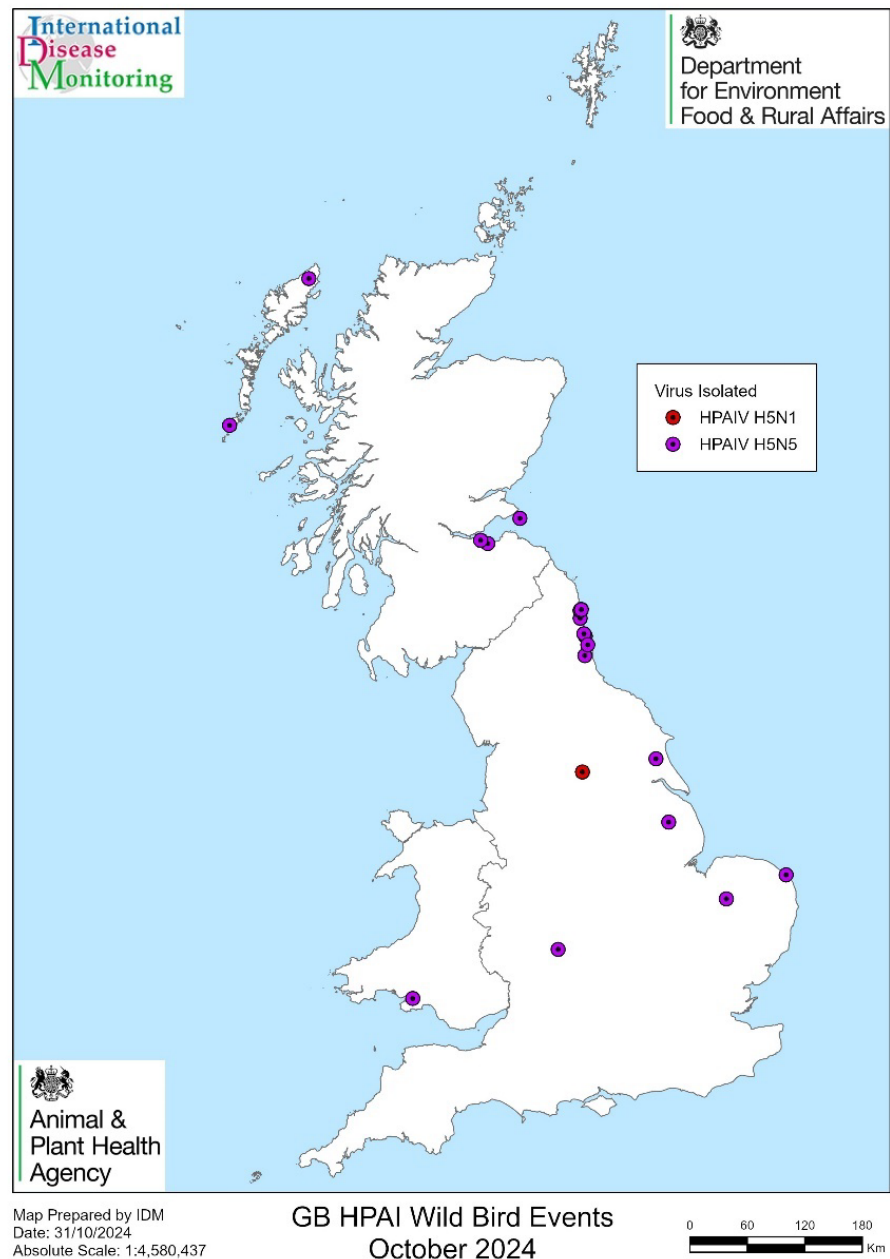 International
Disease
Monitoring
Department
for Environment
Food & Rural Affairs
Virus Isolated
HPAIV H5N1
HPAIV H5N5
Animal &
Plant Health
Agency
Map Prepared by IDM
Date: 31/10/2024
Absolute Scale: 1:4,580,437
GB HPAI Wild Bird Events
October 2024
0 60 120 180
Km